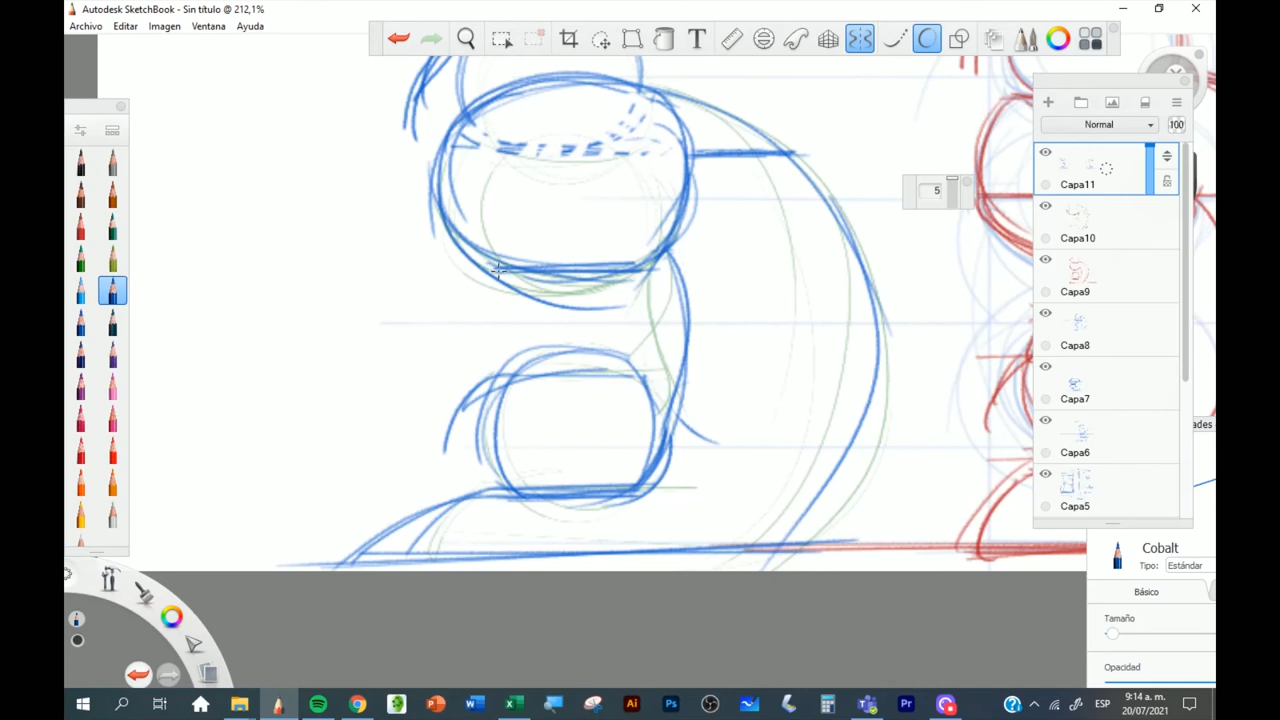 Autodesk SketchBook - Sin título @ 212,1%
Archivo Editar Imagen Ventana Ayuda
T
Normal 100
Capa11
5
Capa10
Capa9
Capa8
Capa7
ades
Capa6
Capa5
Cobalt
Tipo: Estándar
Básico
Tamaño
Opacidad
ESP
9:14 a. m.
20/07/2021